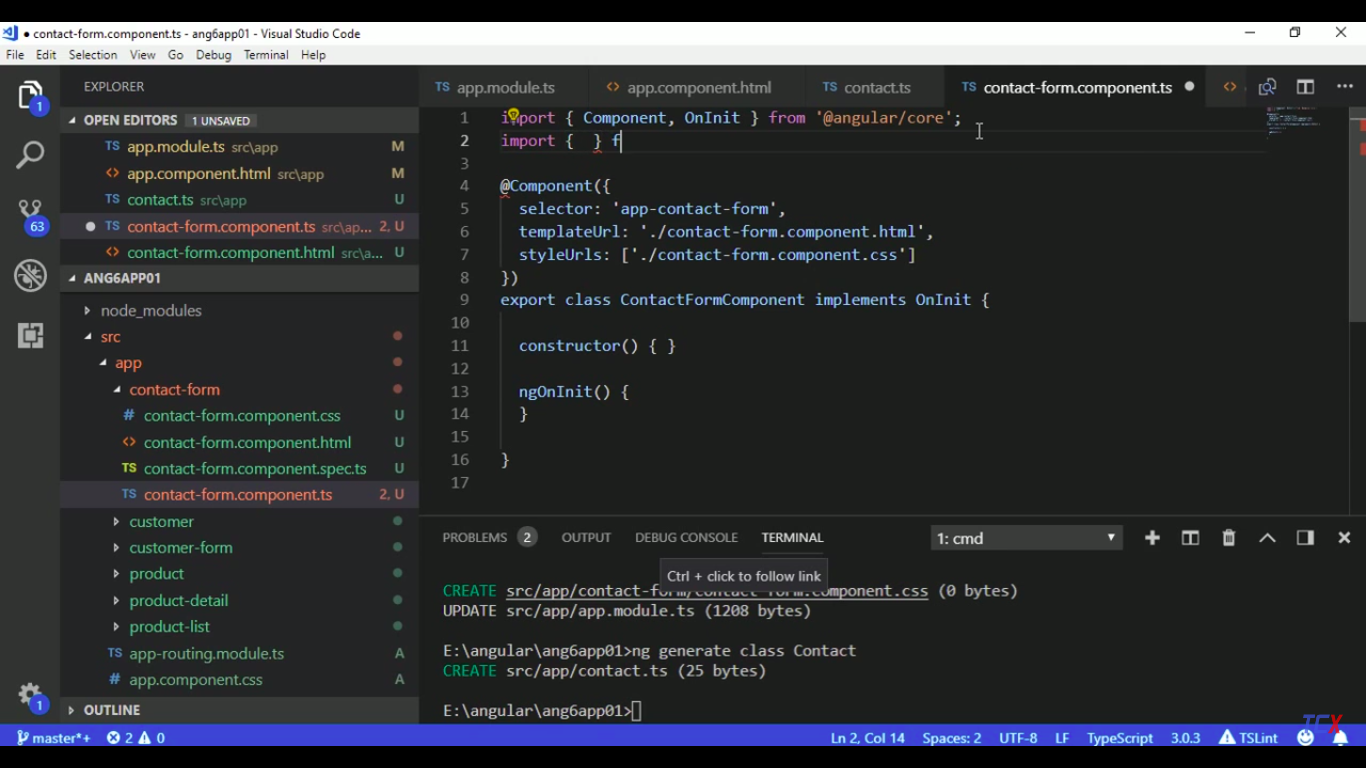 contact-form.component.ts - ang6app01 - Visual Studio Code
File Edit Selection View Go Debug Terminal Help
EXPLORER
TS app.module.ts <> app.component.html TS contact.ts TS contact-form.component.ts
OPEN EDITORS 1 UNSAVED
TS app.module.ts src\app M
<> app.component.html src\app M
TS contact.ts src\app U
TS contact-form.component.ts src\ap... 2, U
<> contact-form.component.html src\a... U
ANG6APP01
node_modules
src
app
contact-form
# contact-form.component.css U
<> contact-form.component.html U
TS contact-form.component.spec.ts U
TS contact-form.component.ts 2, U
customer
customer-form
product
product-detail
product-list
TS app-routing.module.ts A
# app.component.css A
OUTLINE
1
63
1
1 import { Component, OnInit } from '@angular/core';
2 import {  } f
3
4 @Component({
5 selector: 'app-contact-form',
6 templateUrl: './contact-form.component.html',
7 styleUrls: ['./contact-form.component.css']
8 })
9 export class ContactFormComponent implements OnInit {
10
11 constructor() { }
12
13 ngOnInit() {
14 }
15
16 }
17
PROBLEMS 2 OUTPUT DEBUG CONSOLE TERMINAL 1: cmd
Ctrl + click to follow link
CREATE src/app/contact-form/contact-form.component.css (0 bytes)
UPDATE src/app/app.module.ts (1208 bytes)
E:\angular\ang6app01>ng generate class Contact
CREATE src/app/contact.ts (25 bytes)
E:\angular\ang6app01>
master*+ 2 0 Ln 2, Col 14 Spaces: 2 UTF-8 LF TypeScript 3.0.3 TSLint
TCX